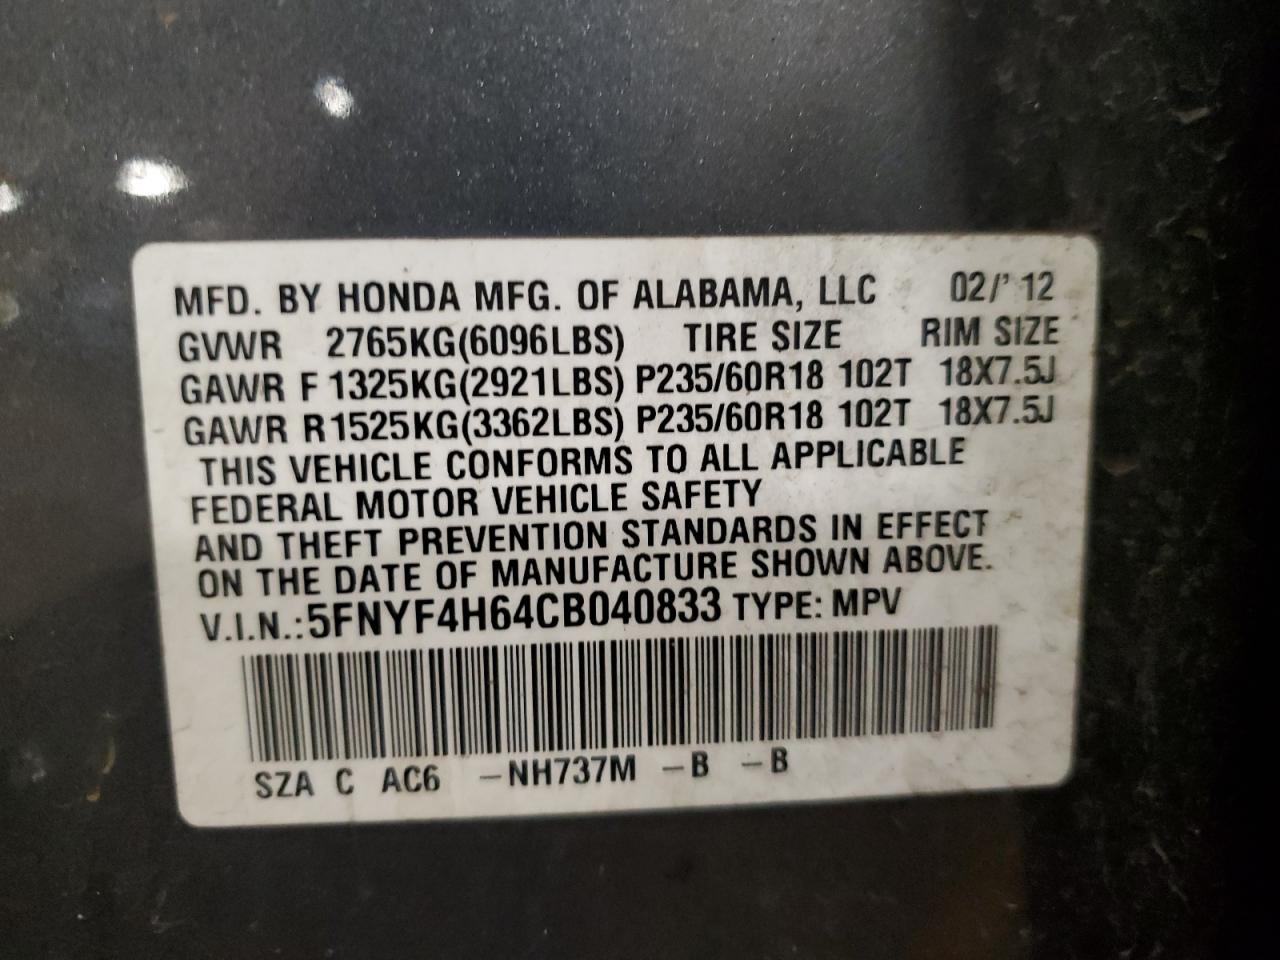 MFD. BY HONDA MFG. OF ALABAMA, LLC 02/' 12
GVWR 2765KG(6096LBS) TIRE SIZE RIM SIZE
GAWR F 1325KG(2921LBS) P235/60R18 102T 18X7.5J
GAWR R 1525KG(3362LBS) P235/60R18 102T 18X7.5J
THIS VEHICLE CONFORMS TO ALL APPLICABLE
FEDERAL MOTOR VEHICLE SAFETY
AND THEFT PREVENTION STANDARDS IN EFFECT
ON THE DATE OF MANUFACTURE SHOWN ABOVE.
V.I.N.:5FNYF4H64CB040833 TYPE: MPV
SZA C AC6 –NH737M –B –B